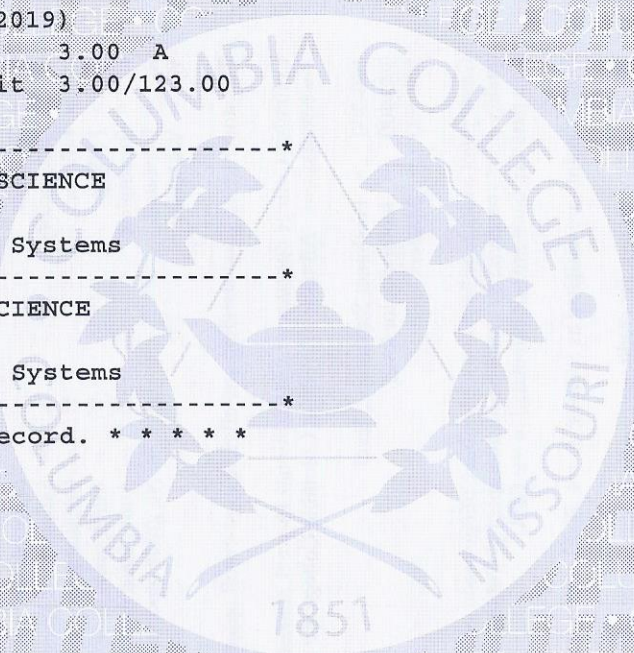 2019)
3.00 A
it 3.00/123.00
-------------------*
SCIENCE
Systems
-------------------*
CIENCE
Systems
-------------------*
ecord. * * * * *
COLUMBIA COLLEGE • MISSOURI • COLUMBIA
1851